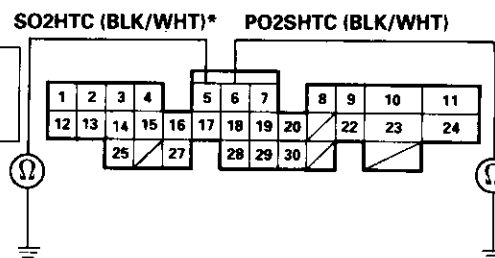 SO2HTC (BLK/WHT)* PO2SHTC (BLK/WHT)
1 2 3 4 5 6 7 8 9 10 11
12 13 14 15 16 17 18 19 20 22 23 24
25 27 28 29 30
Ω Ω